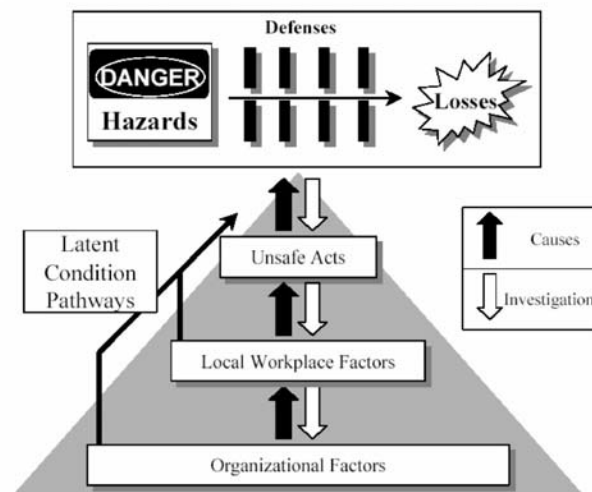 Defenses
DANGER
Hazards
Losses
Latent
Condition
Pathways
Unsafe Acts
Causes
Investigation
Local Workplace Factors
Organizational Factors